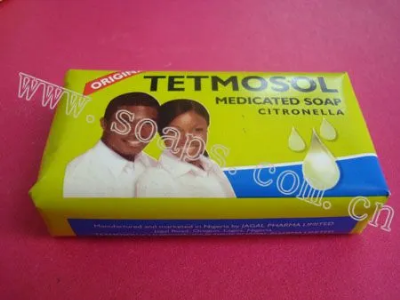 ORIGINAL
TETMOSOL
MEDICATED SOAP
CITRONELLA
www.soaps.com.cn
Manufactured and marketed in Nigeria by JAGAL PHARMA LIMITED